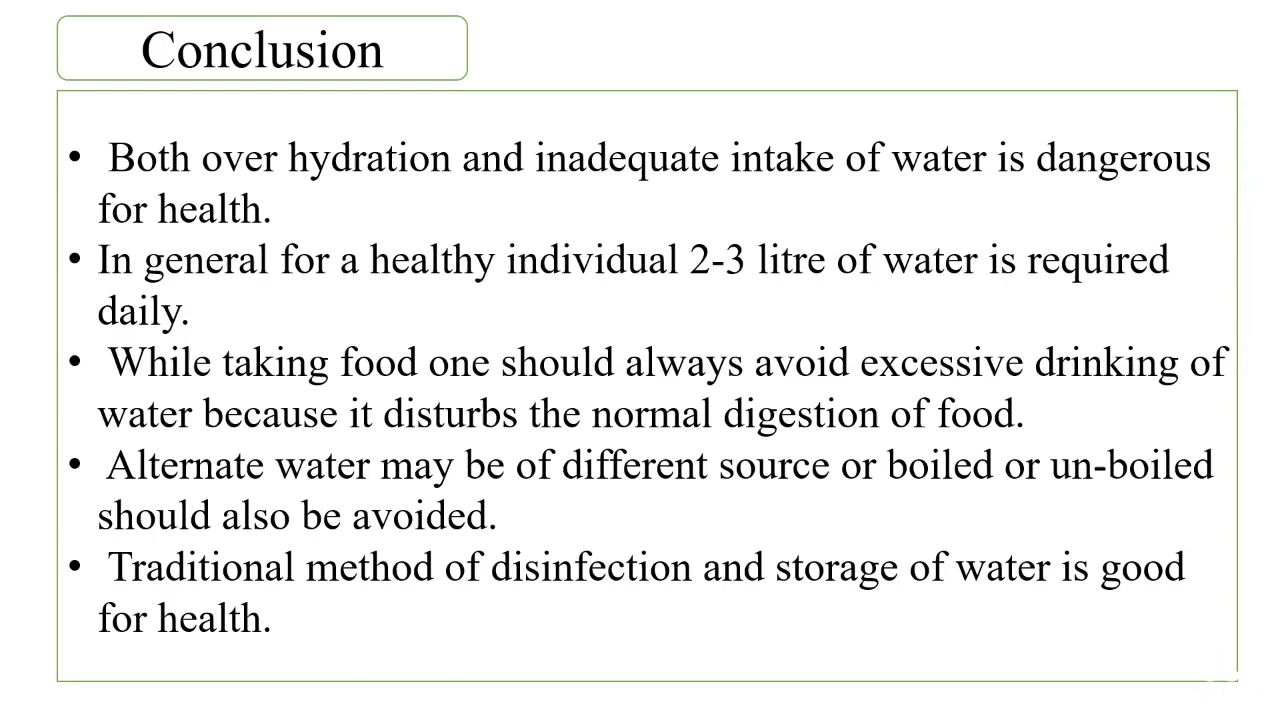 Conclusion
• Both over hydration and inadequate intake of water is dangerous
for health.
• In general for a healthy individual 2-3 litre of water is required
daily.
• While taking food one should always avoid excessive drinking of
water because it disturbs the normal digestion of food.
• Alternate water may be of different source or boiled or un-boiled
should also be avoided.
• Traditional method of disinfection and storage of water is good
for health.